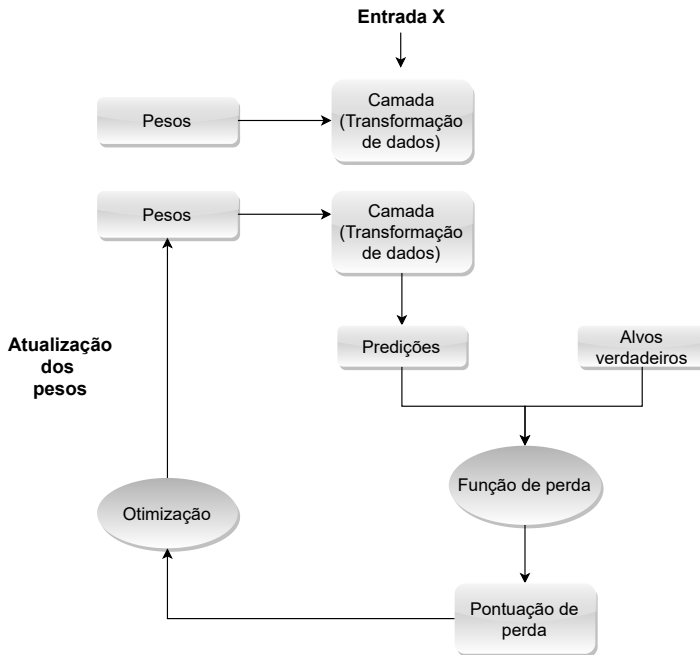 Entrada X
Pesos
Camada
(Transformação
de dados)
Pesos
Camada
(Transformação
de dados)
Atualização
dos
pesos
Predições
Alvos
verdadeiros
Função de perda
Otimização
Pontuação de
perda